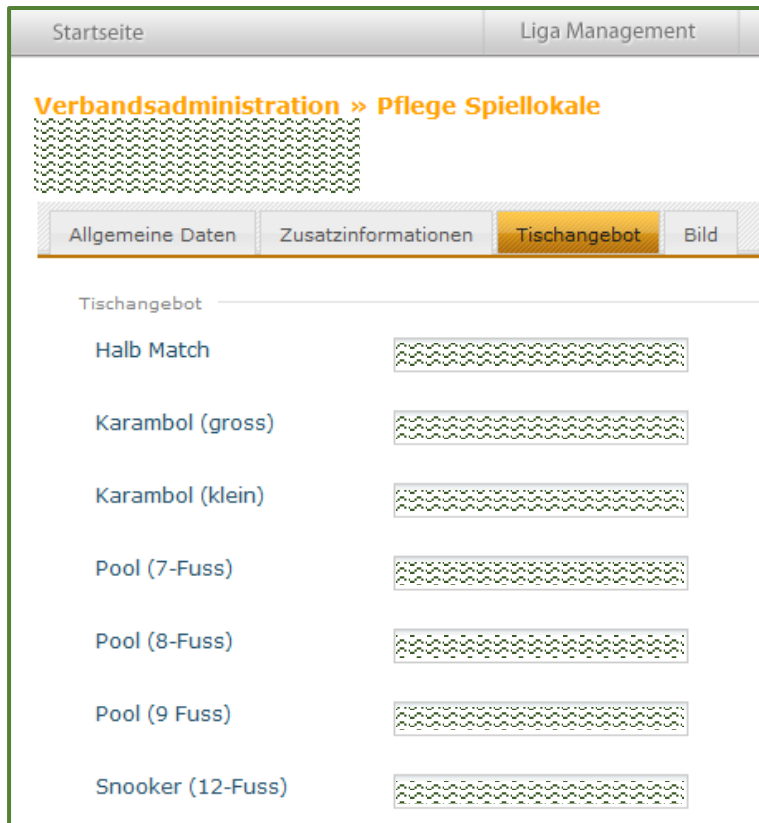 Startseite Liga Management
Verbandsadministration » Pflege Spiellokale
Allgemeine Daten Zusatzinformationen Tischangebot Bild
Tischangebot
Halb Match
Karambol (gross)
Karambol (klein)
Pool (7-Fuss)
Pool (8-Fuss)
Pool (9 Fuss)
Snooker (12-Fuss)